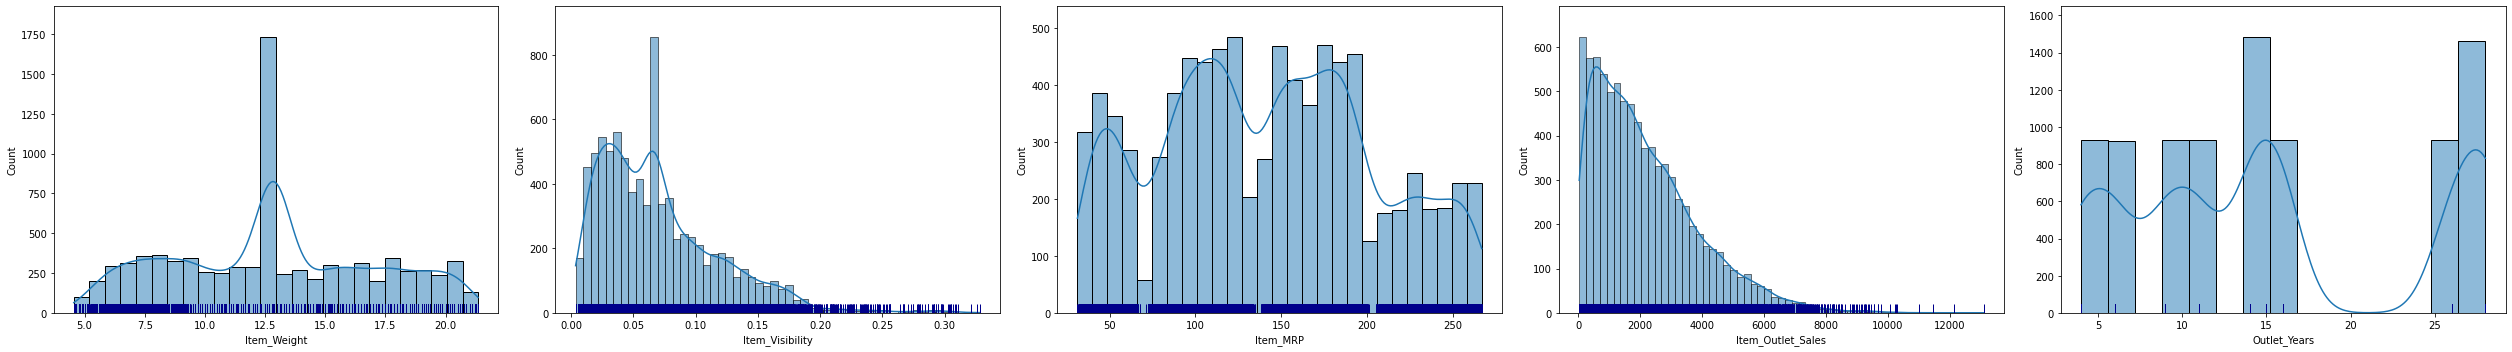 1750
1500
1250
1000
750
500
250
0
Count
5.0 7.5 10.0 12.5 15.0 17.5 20.0
Item_Weight
800
600
400
200
0
Count
0.00 0.05 0.10 0.15 0.20 0.25 0.30
Item_Visibility
500
400
300
200
100
0
Count
50 100 150 200 250
Item_MRP
600
500
400
300
200
100
0
Count
0 2000 4000 6000 8000 10000 12000
Item_Outlet_Sales
1600
1400
1200
1000
800
600
400
200
0
Count
5 10 15 20 25
Outlet_Years